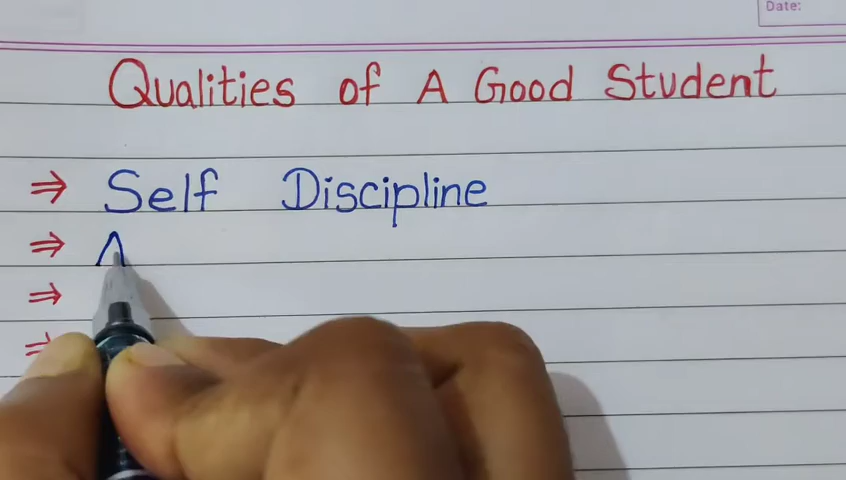 Date:
Qualities of A Good Student
⇒ Self Discipline
⇒ A
⇒
⇒